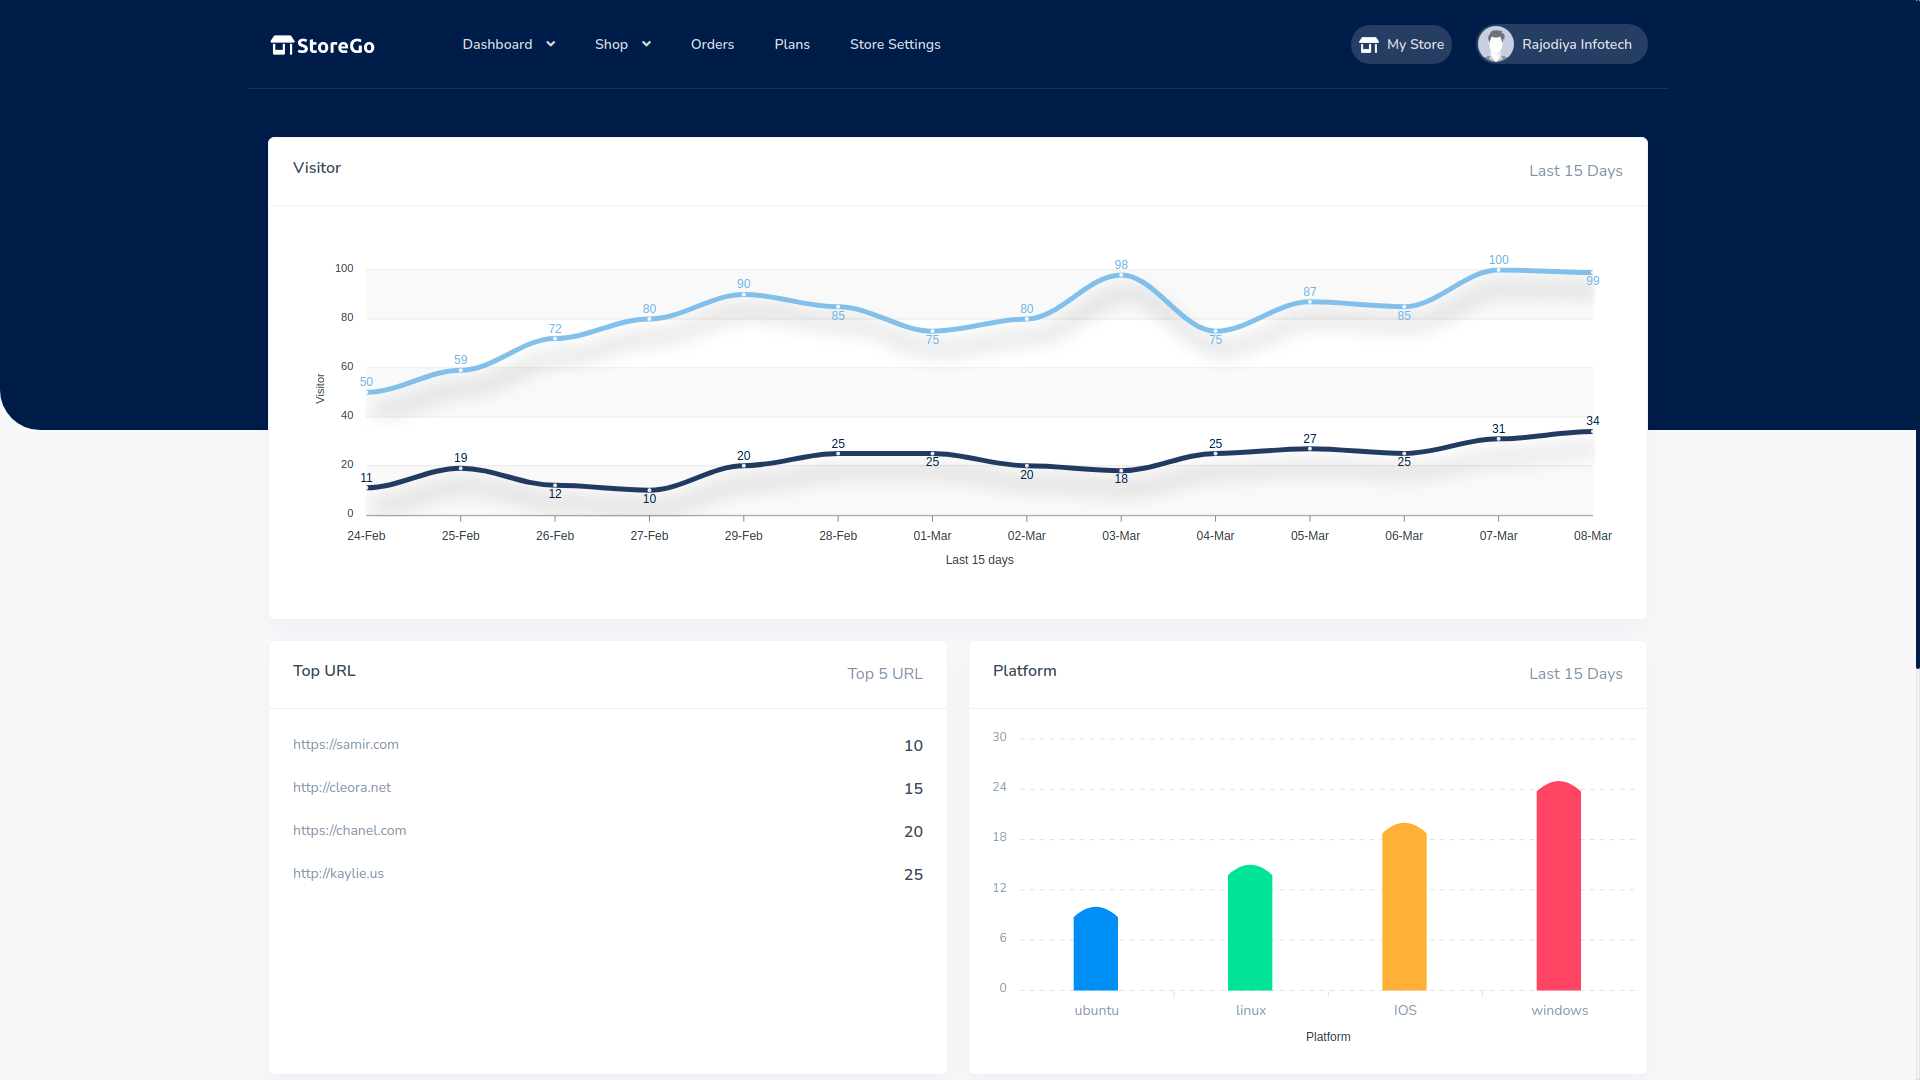 StoreGo
Dashboard
Shop
Orders
Plans
Store Settings
My Store
Rajodiya Infotech
Visitor
Last 15 Days
100
80
60
40
20
0
Visitor
50
59
72
80
90
85
75
80
98
75
87
85
100
99
11
19
12
10
20
25
25
20
18
25
27
25
31
34
24-Feb
25-Feb
26-Feb
27-Feb
29-Feb
28-Feb
01-Mar
02-Mar
03-Mar
04-Mar
05-Mar
06-Mar
07-Mar
08-Mar
Last 15 days
Top URL
Top 5 URL
https://samir.com 10
http://cleora.net 15
https://chanel.com 20
http://kaylie.us 25
Platform
Last 15 Days
30
24
18
12
6
0
ubuntu
linux
IOS
windows
Platform